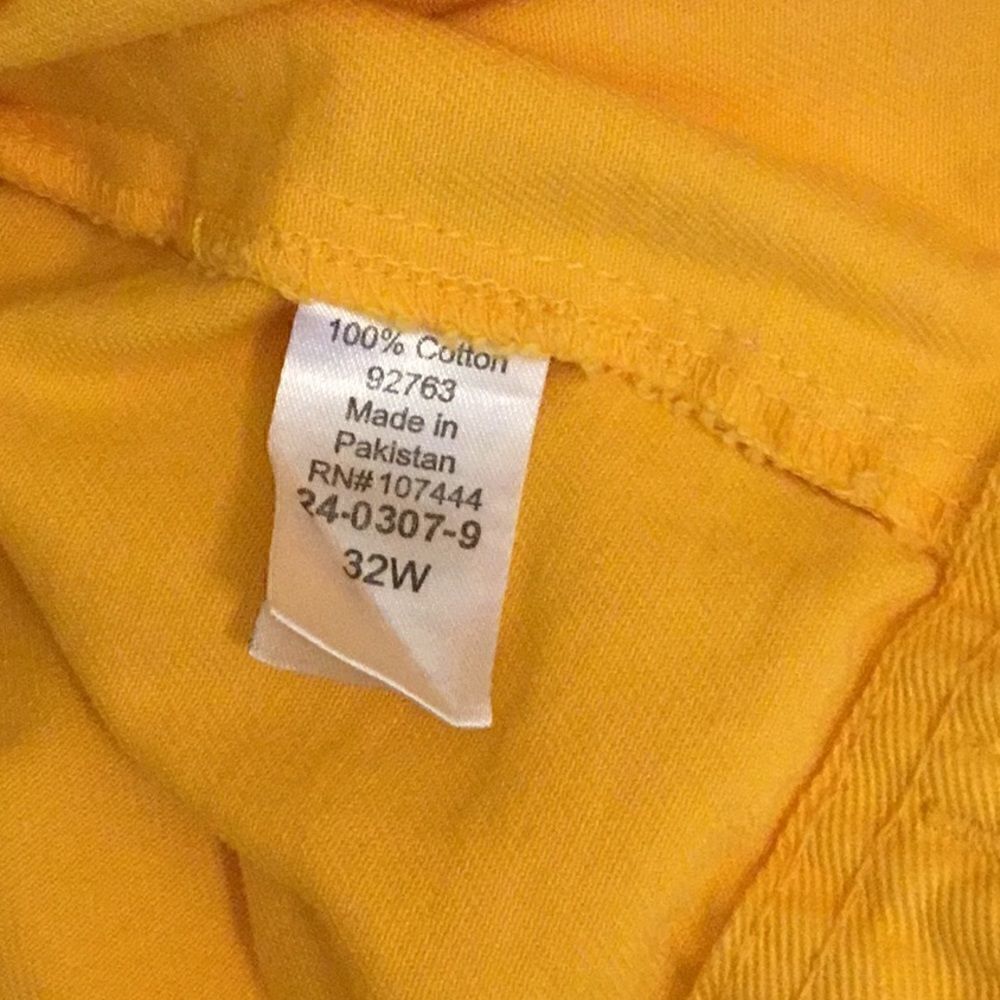 100% Cotton
92763
Made in
Pakistan
RN#107444
24-0307-9
32W